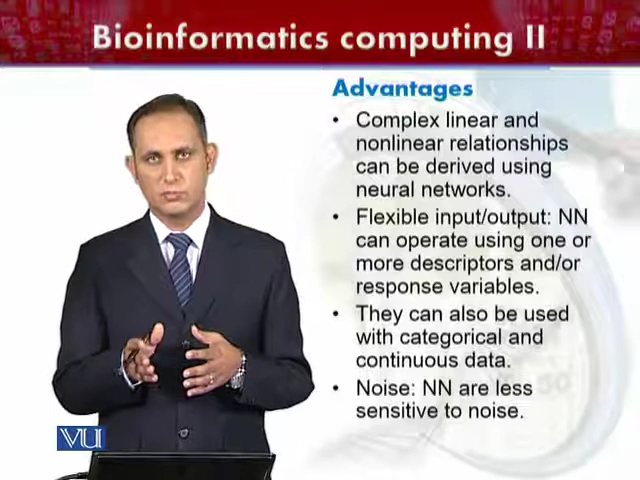 Bioinformatics computing II
Advantages
• Complex linear and
nonlinear relationships
can be derived using
neural networks.
• Flexible input/output: NN
can operate using one or
more descriptors and/or
response variables.
• They can also be used
with categorical and
continuous data.
• Noise: NN are less
sensitive to noise.
VU